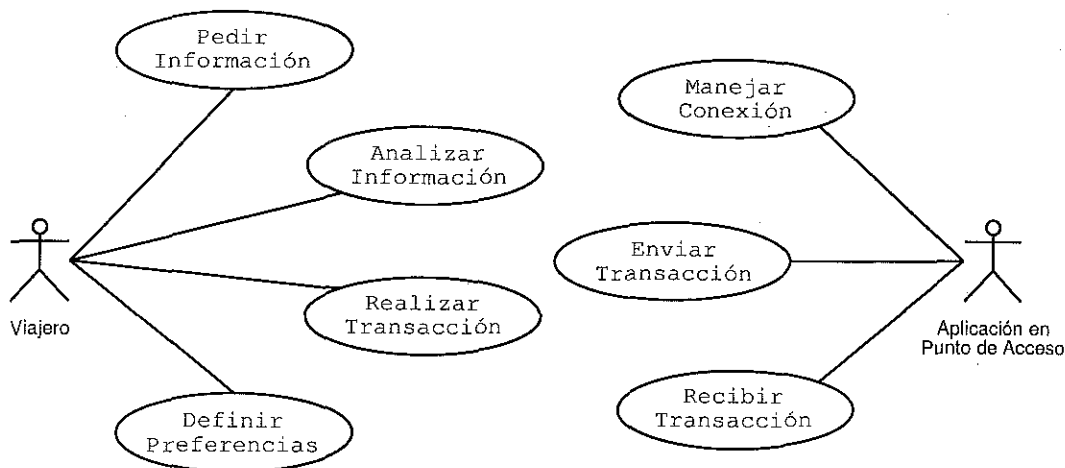 Pedir
Información
Manejar
Conexión
Analizar
Información
Enviar
Transacción
Realizar
Transacción
Viajero
Aplicación en
Punto de Acceso
Recibir
Transacción
Definir
Preferencias